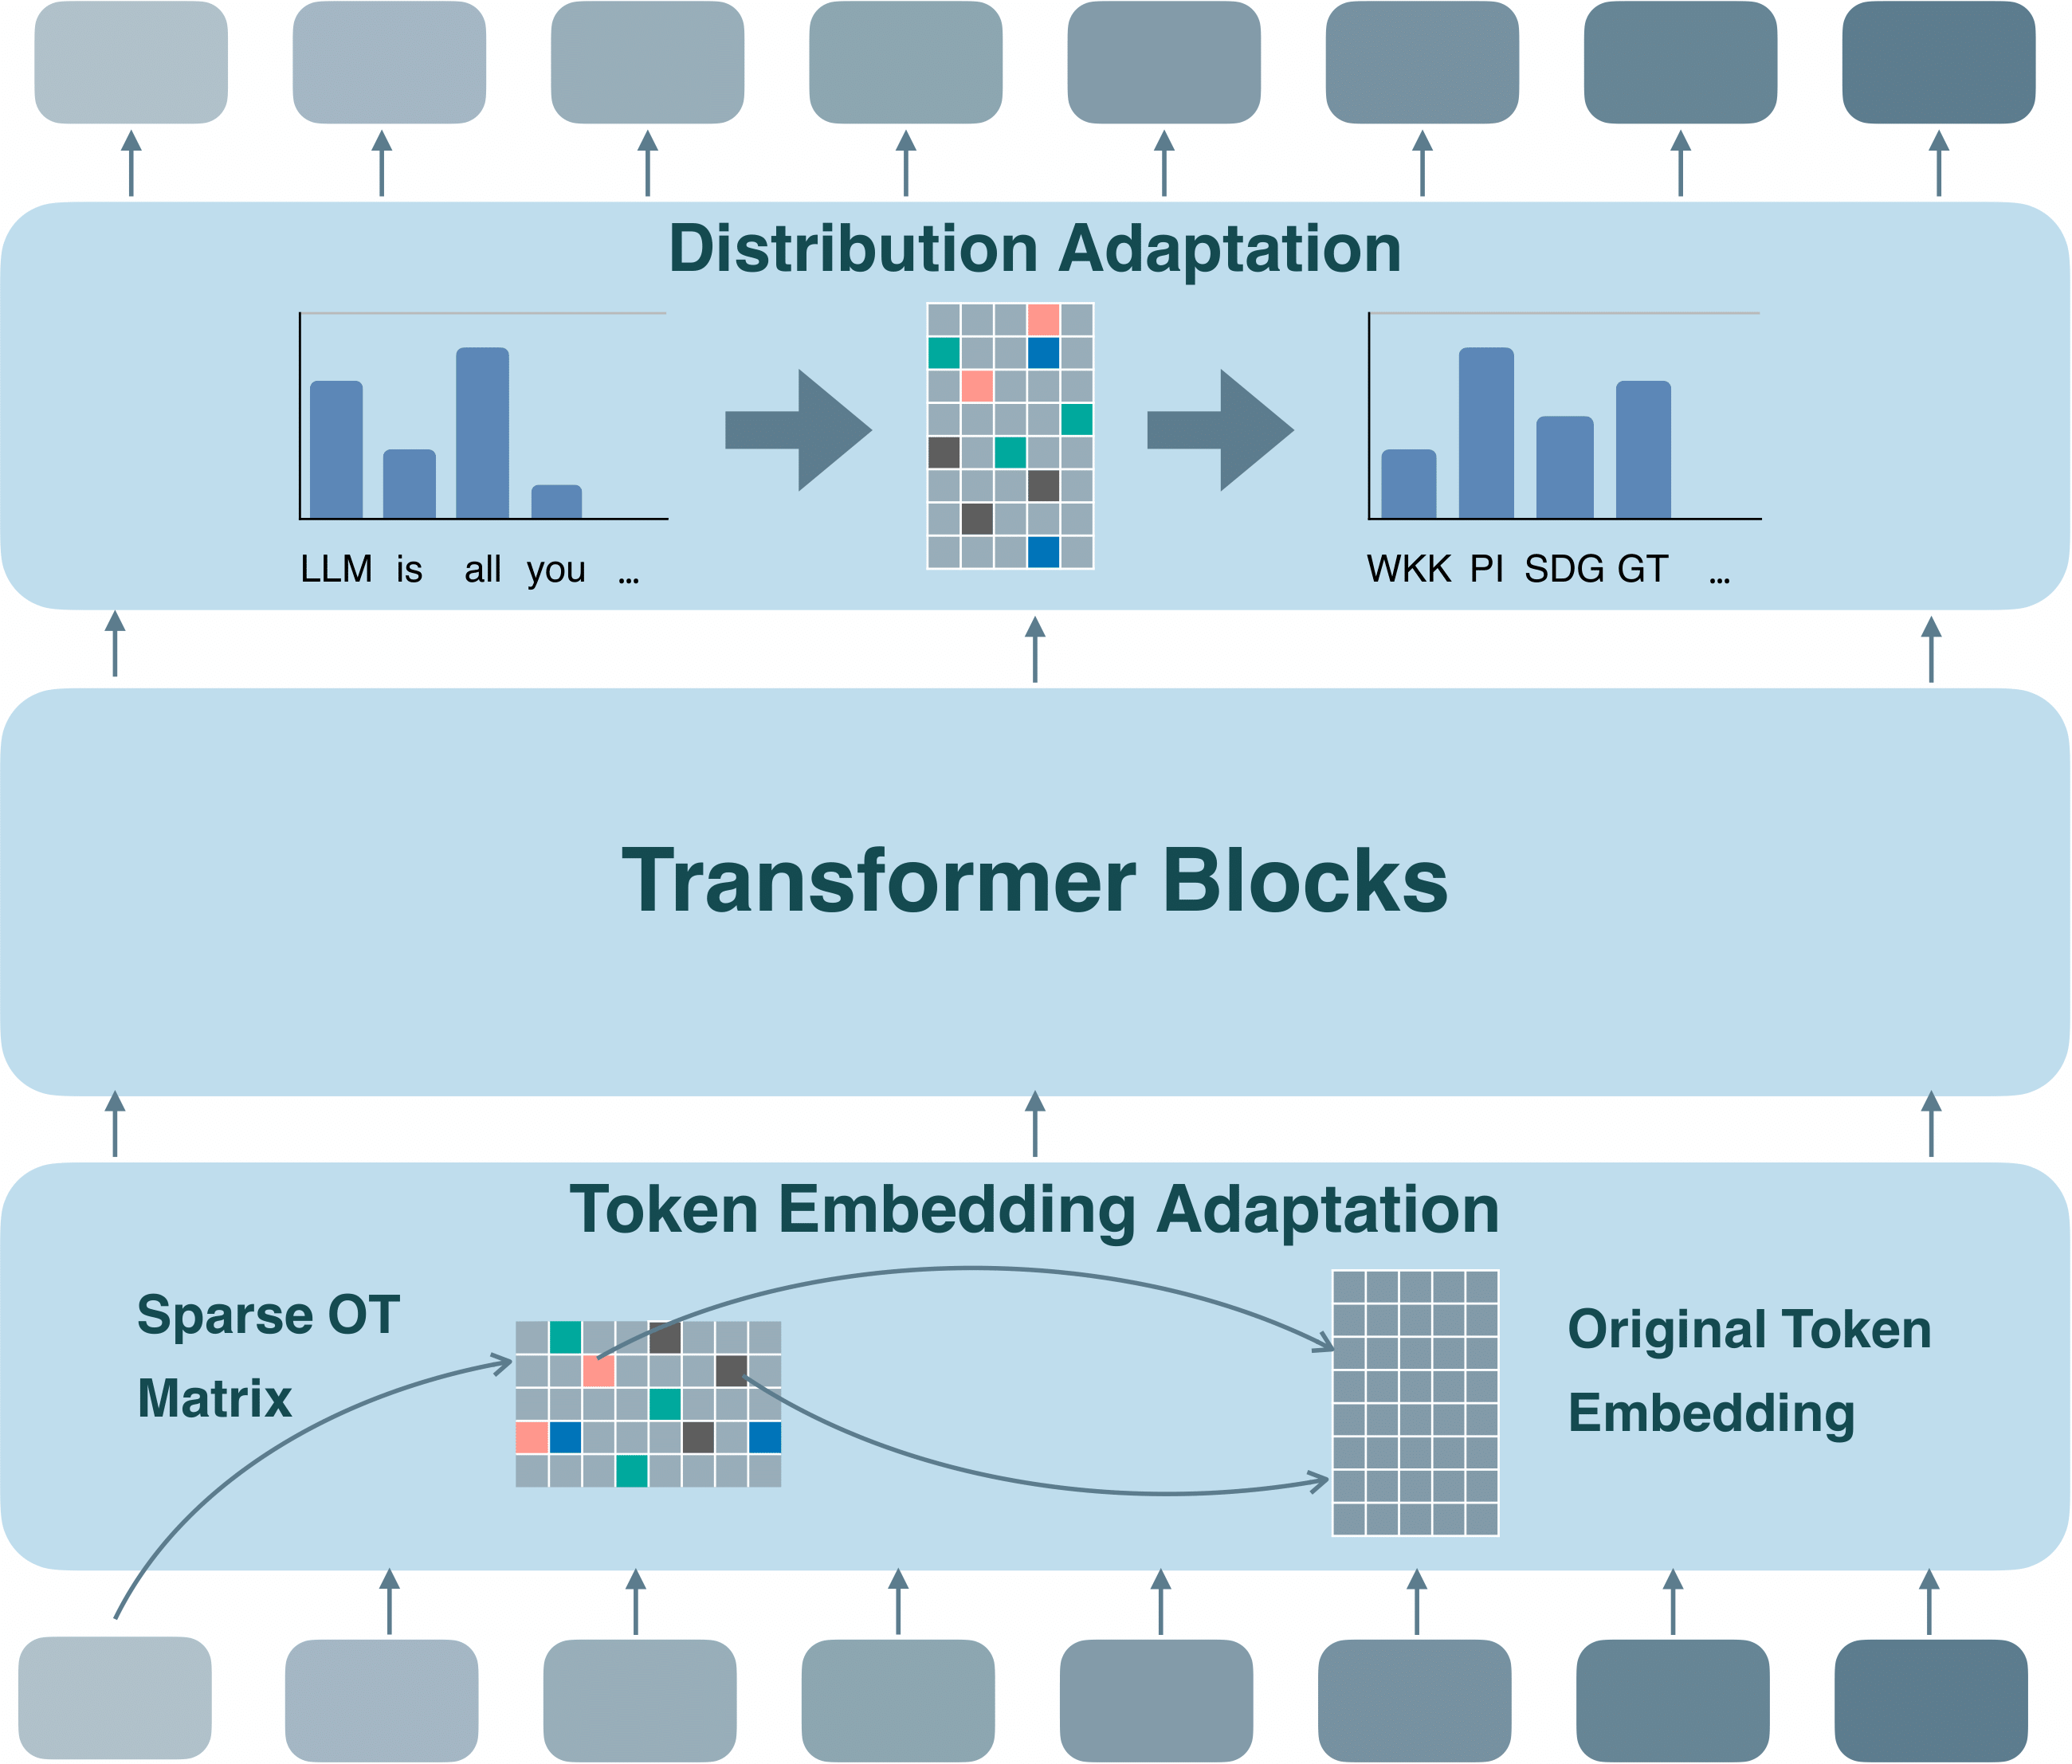 Distribution Adaptation
LLM is all you ...
WKK PI SDG GT ...
Transformer Blocks
Token Embedding Adaptation
Sparse OT
Matrix
Original Token
Embedding